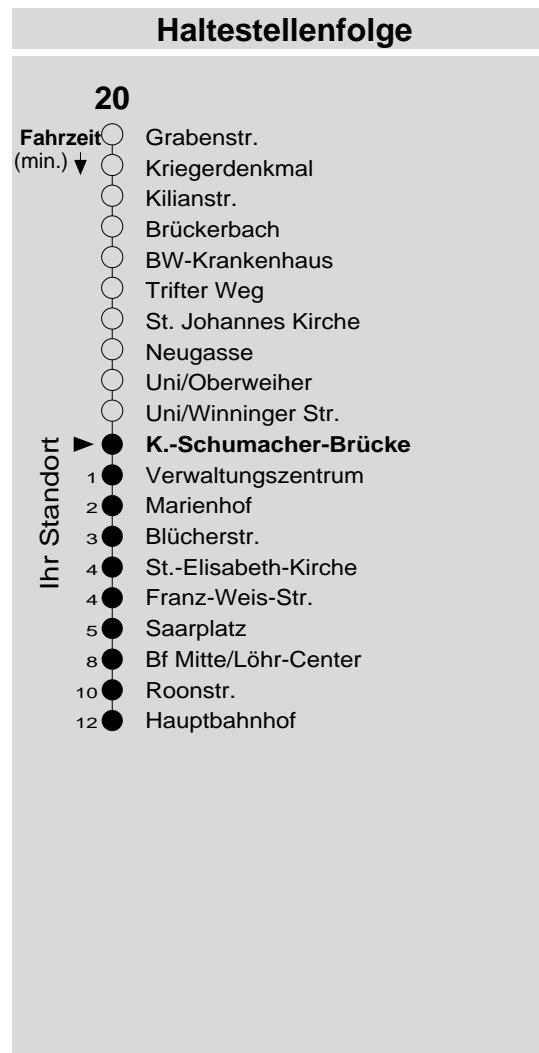 Haltestellenfolge
20
Fahrzeit Grabenstr.
(min.) Kriegerdenkmal
Kilianstr.
Brückerbach
BW-Krankenhaus
Trifter Weg
St. Johannes Kirche
Neugasse
Uni/Oberweiher
Uni/Winninger Str.
Ihr Standort
K.-Schumacher-Brücke
1 Verwaltungszentrum
2 Marienhof
3 Blücherstr.
4 St.-Elisabeth-Kirche
4 Franz-Weis-Str.
5 Saarplatz
8 Bf Mitte/Löhr-Center
10 Roonstr.
12 Hauptbahnhof